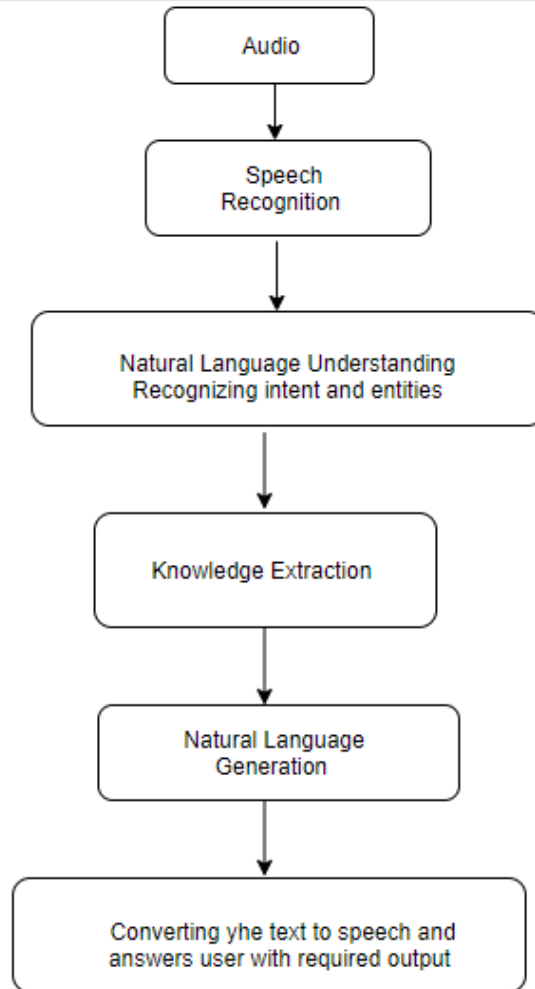 Audio
Speech
Recognition
Natural Language Understanding
Recognizing intent and entities
Knowledge Extraction
Natural Language
Generation
Converting yhe text to speech and
answers user with required output